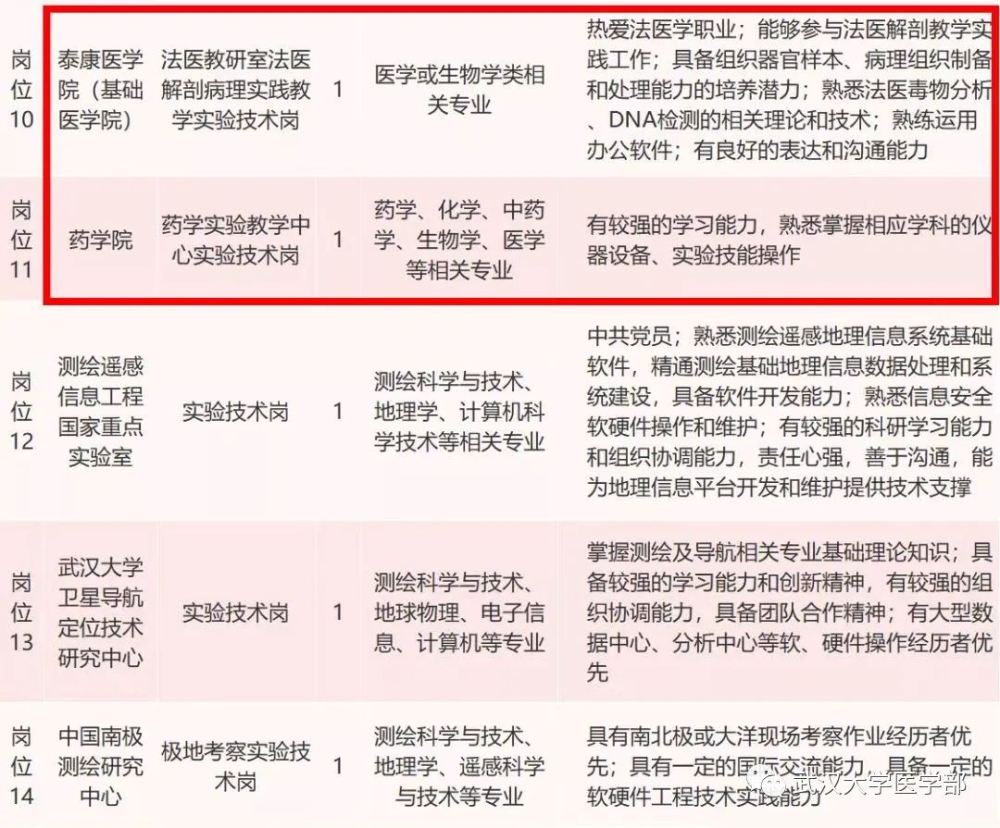 岗位10
泰康医学院（基础医学院）
法医教研室法医解剖病理实践教学实验技术岗
1
医学或生物学类相关专业
热爱法医学职业；能够参与法医解剖教学实
践工作；具备组织器官样本、病理组织制备
和处理能力的培养潜力；熟悉法医毒物分析
、DNA检测的相关理论和技术；熟练运用
办公软件；有良好的表达和沟通能力
岗位11
药学院
药学实验教学中
心实验技术岗
1
药学、化学、中药
学、生物学、医学
等相关专业
有较强的学习能力，熟悉掌握相应学科的仪
器设备、实验技能操作
岗位12
测绘遥感
信息工程
国家重点
实验室
实验技术岗
1
测绘科学与技术、
地理学、计算机科
学技术等相关专业
中共党员；熟悉测绘遥感地理信息系统基础
软件，精通测绘基础地理信息数据处理和系
统建设，具备软件开发能力；熟悉信息安全
软硬件操作和维护；有较强的科研学习能力
和组织协调能力，责任心强，善于沟通，能
为地理信息平台开发和维护提供技术支撑
岗位13
武汉大学
卫星导航
定位技术
研究中心
实验技术岗
1
测绘科学与技术、
地球物理、电子信
息、计算机等专业
掌握测绘及导航相关专业基础理论知识；具
备较强的学习能力和创新精神，有较强的组
织协调能力，具备团队合作精神；有大型数
据中心、分析中心等软、硬件操作经历者优
先
岗位14
中国南极
测绘研究
中心
极地考察实验技
术岗
1
测绘科学与技术、
地理学、遥感科学
与技术等专业
具有南北极或大洋现场考察作业经历者优
先；具有一定的国际交流能力，具备一定的
软硬件工程技术实践能力
武汉大学医学部